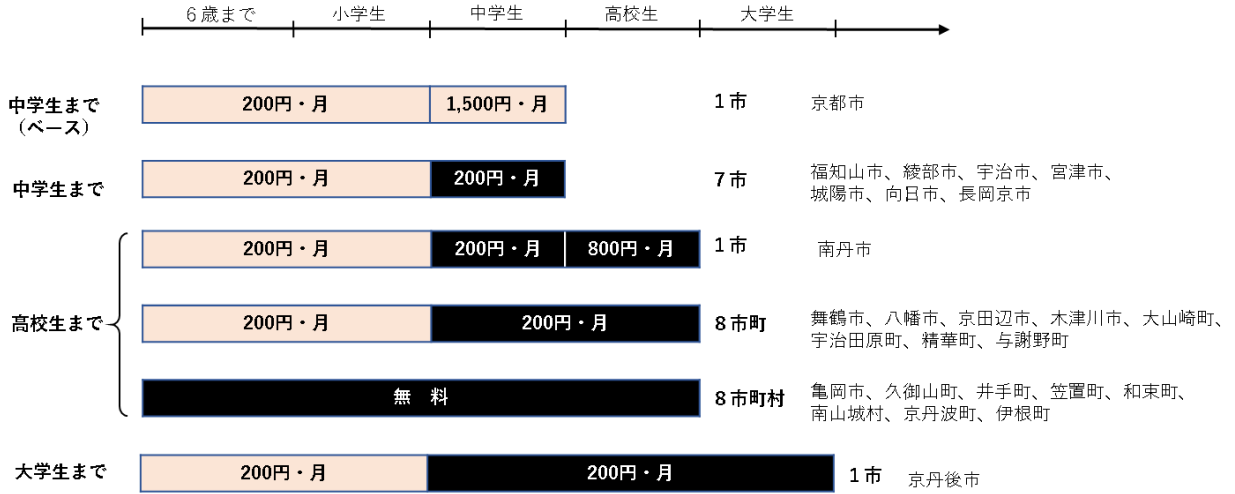 ６歳まで 小学生 中学生 高校生 大学生
中学生まで
（ベース）
200円・月 1,500円・月 1市 京都市
中学生まで 200円・月 200円・月 7市 福知山市、綾部市、宇治市、宮津市、
城陽市、向日市、長岡京市
200円・月 200円・月 800円・月 1市 南丹市
高校生まで 200円・月 200円・月 8市町 舞鶴市、八幡市、京田辺市、木津川市、大山崎町、
宇治田原町、精華町、与謝野町
無　料 8市町村 亀岡市、久御山町、井手町、笠置町、和束町、
南山城村、京丹波町、伊根町
大学生まで 200円・月 200円・月 1市 京丹後市